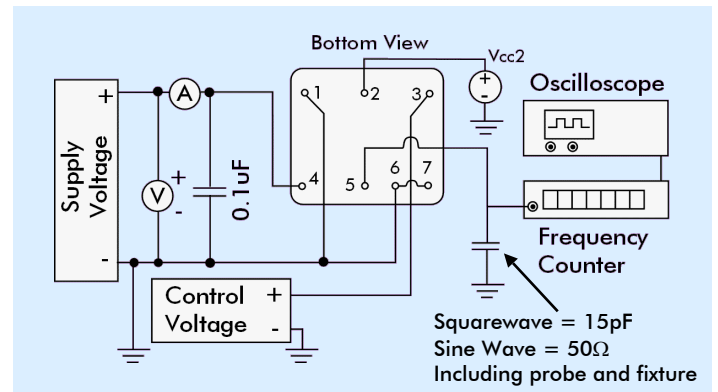 Bottom View
Vcc2
+
-
Oscilloscope
+
A
1
2
3
Supply
Voltage
V
+
-
0.1uF
4
5
6
7
-
Frequency
Counter
Control
Voltage
+
-
Squarewave = 15pF
Sine Wave = 50Ω
Including probe and fixture